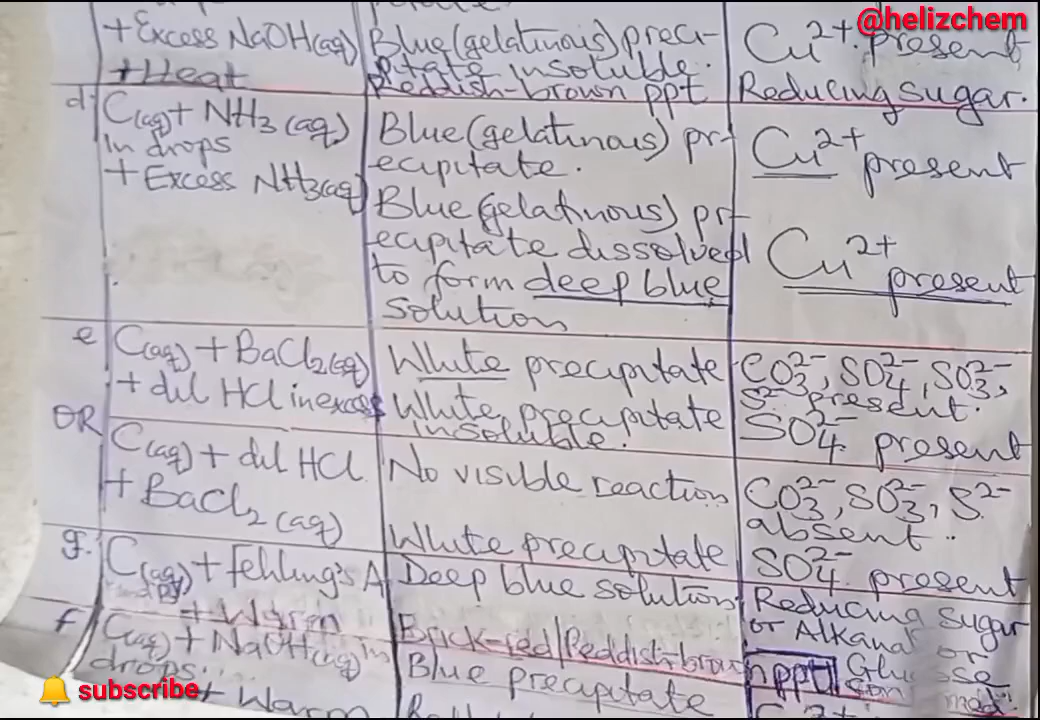 @helizchem
+Excess NaOH(aq) Blue(gelatinous) preci- Cu²⁺ present
+Heat pitate insoluble.
Reddish-brown ppt Reducing sugar.
d. C(aq) + NH3(aq) Blue(gelatinous) pr- Cu²⁺ present
In drops ecipitate.
+ Excess NH3(aq)
Blue (gelatinous) pr-
ecipitate dissolved Cu²⁺ present
to form deep blue
solution
e C(aq) + BaCl2(aq) White precipitate CO3²⁻, SO4²⁻, SO3²⁻,
S²⁻ present.
+ dil HCl in excess White precipitate SO4²⁻ present
insoluble.
OR C(aq) + dil HCl No visible reaction CO3²⁻, SO3²⁻, S²⁻
+ BaCl2(aq) absent.
White precipitate SO4²⁻ present
g. C(aq) + Fehling's A Deep blue solution Reducing sugar
+ Warm Brick-red/Reddish-brown ppt or Alkanal or
Glucose
f C(aq) + NaOH(aq) in Blue precipitate
drops.
+ Warm
subscribe